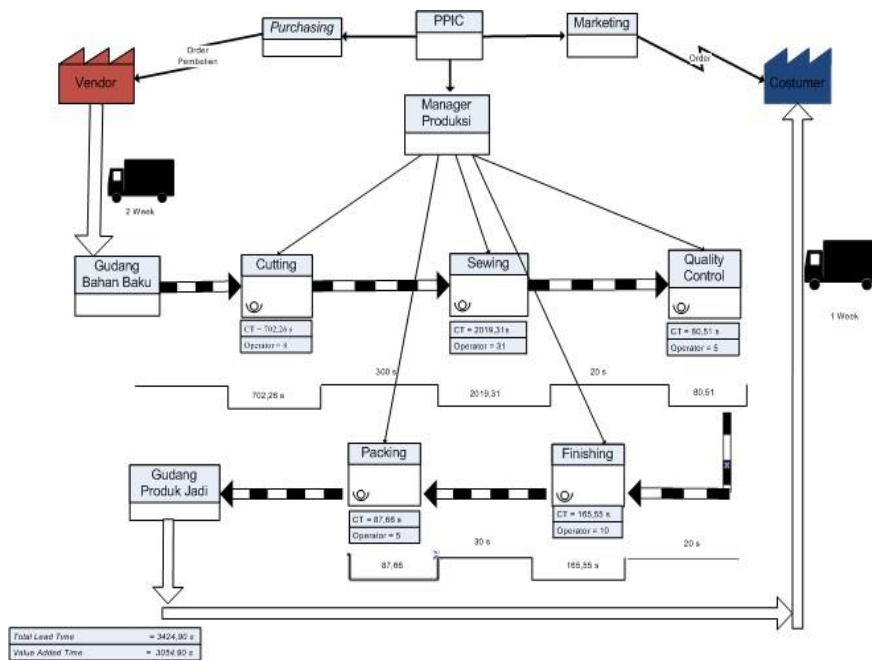 Purchasing
PPIC
Marketing
Order
Pembelian
Order
Vendor
Costumer
Manager
Produksi
2 Week
1 Week
Gudang
Bahan Baku
Cutting
Sewing
Quality
Control
CT = 702,26 s
Operator = 4
CT = 2019,31s
Operator = 31
CT = 80,51 s
Operator = 5
300 s
20 s
702,26 s
2019,31
80,51
Gudang
Produk Jadi
Packing
Finishing
CT = 87,66 s
Operator = 5
CT = 165,55 s
Operator = 10
30 s
20 s
87,65
165,55 s
Total Lead Time = 3424,90 s
Value Added Time = 3054.90 s